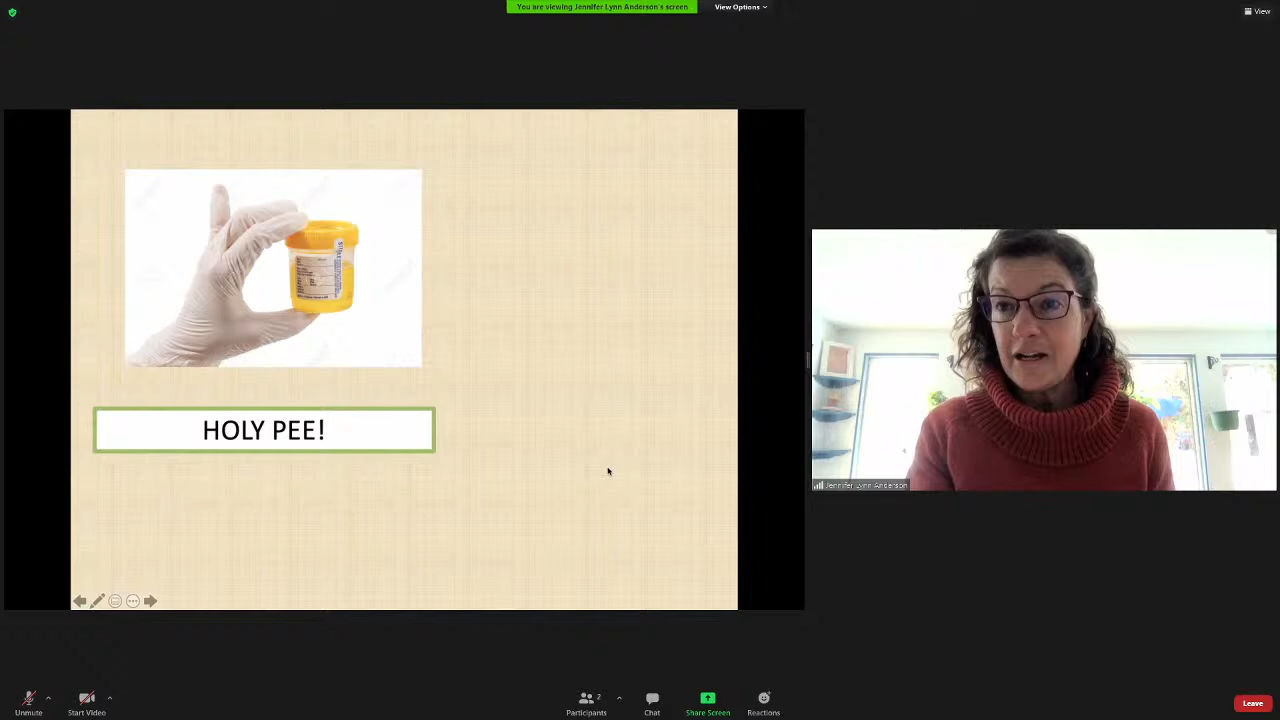 You are viewing Jennifer Lynn Anderson's screen
View Options
View
HOLY PEE!
Jennifer Lynn Anderson
Unmute
Start Video
Participants
2
Chat
Share Screen
Reactions
Leave